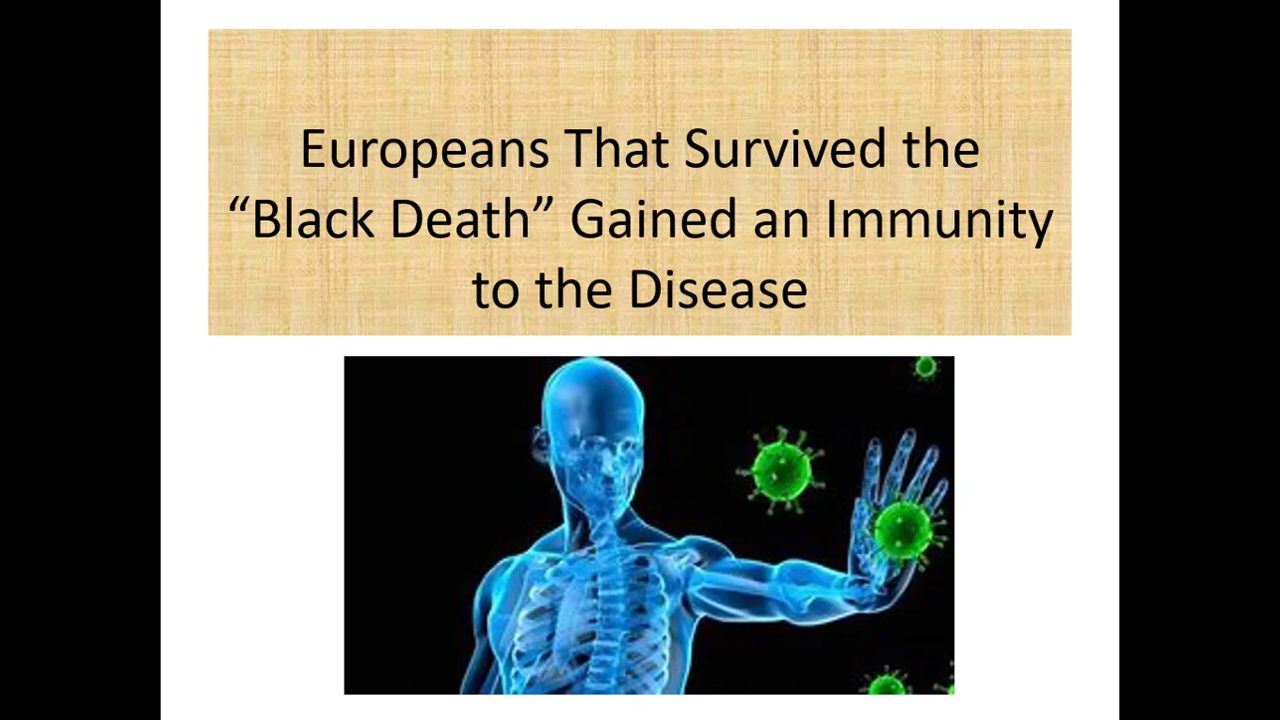 Europeans That Survived the
“Black Death” Gained an Immunity
to the Disease